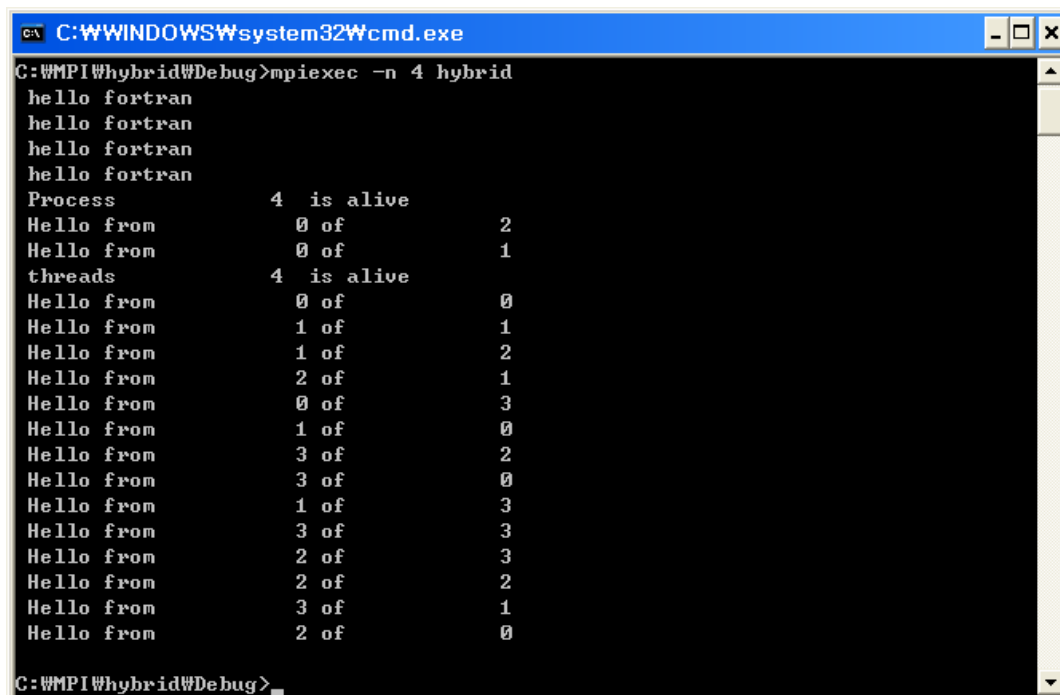 C:₩WINDOWS₩system32₩cmd.exe
C:₩MPI₩hybrid₩Debug>mpiexec -n 4 hybrid
hello fortran
hello fortran
hello fortran
hello fortran
Process 4 is alive
Hello from 0 of 2
Hello from 0 of 1
threads 4 is alive
Hello from 0 of 0
Hello from 1 of 1
Hello from 1 of 2
Hello from 2 of 1
Hello from 0 of 3
Hello from 1 of 0
Hello from 3 of 2
Hello from 3 of 0
Hello from 1 of 3
Hello from 3 of 3
Hello from 2 of 3
Hello from 2 of 2
Hello from 3 of 1
Hello from 2 of 0
C:₩MPI₩hybrid₩Debug>_